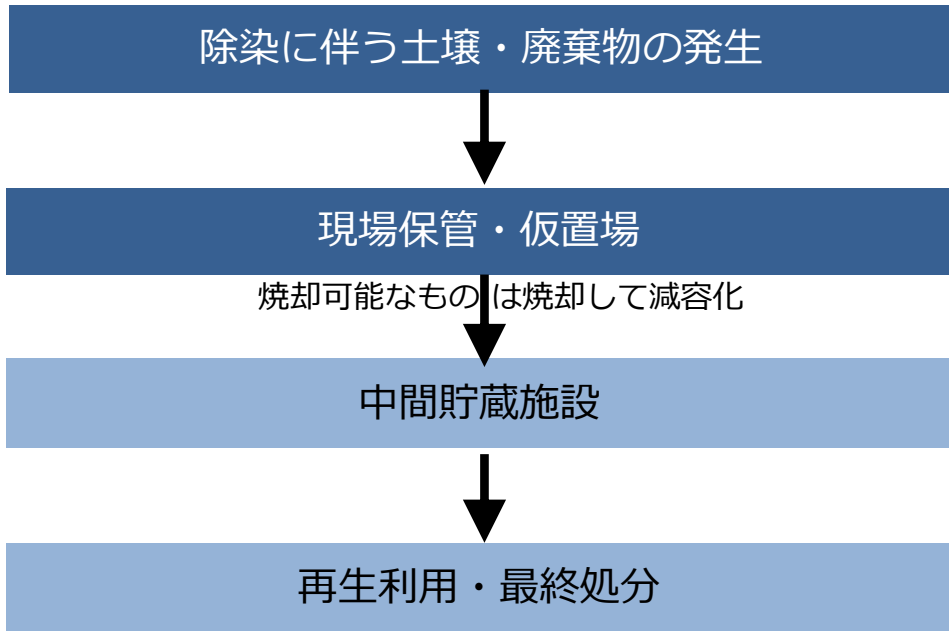 除染に伴う土壌・廃棄物の発生
現場保管・仮置場
焼却可能なものは焼却して減容化
中間貯蔵施設
再生利用・最終処分